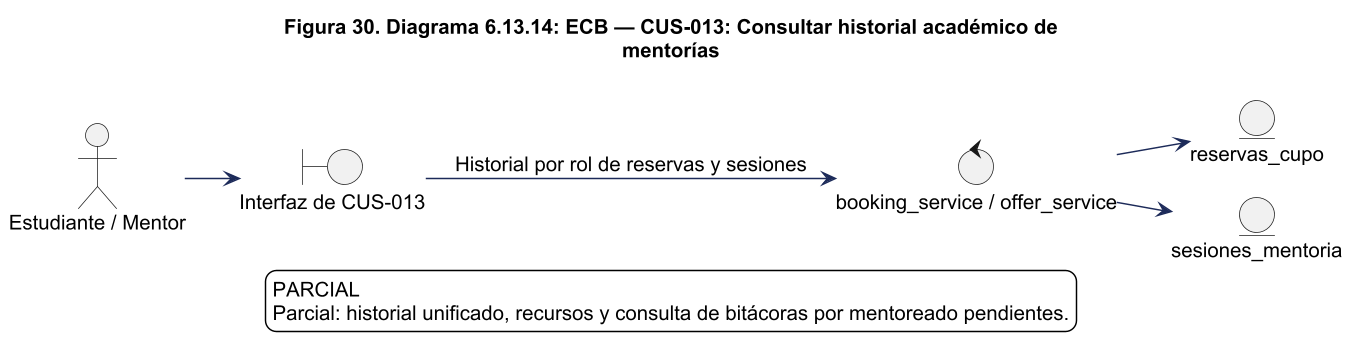 Figura 30. Diagrama 6.13.14: ECB — CUS-013: Consultar historial académico de
mentorías
Estudiante / Mentor
Interfaz de CUS-013
Historial por rol de reservas y sesiones
booking_service / offer_service
reservas_cupo
sesiones_mentoria
PARCIAL
Parcial: historial unificado, recursos y consulta de bitácoras por mentoreado pendientes.